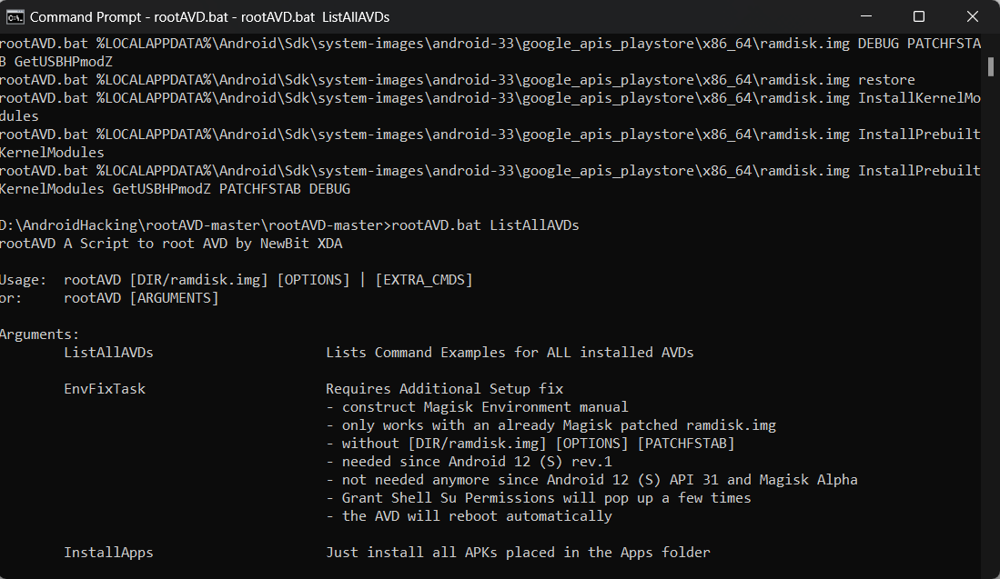 Command Prompt - rootAVD.bat - rootAVD.bat  ListAllAVDs
rootAVD.bat %LOCALAPPDATA%\Android\Sdk\system-images\android-33\google_apis_playstore\x86_64\ramdisk.img DEBUG PATCHFSTA
B GetUSBHPmodZ
rootAVD.bat %LOCALAPPDATA%\Android\Sdk\system-images\android-33\google_apis_playstore\x86_64\ramdisk.img restore
rootAVD.bat %LOCALAPPDATA%\Android\Sdk\system-images\android-33\google_apis_playstore\x86_64\ramdisk.img InstallKernelMo
dules
rootAVD.bat %LOCALAPPDATA%\Android\Sdk\system-images\android-33\google_apis_playstore\x86_64\ramdisk.img InstallPrebuilt
KernelModules
rootAVD.bat %LOCALAPPDATA%\Android\Sdk\system-images\android-33\google_apis_playstore\x86_64\ramdisk.img InstallPrebuilt
KernelModules GetUSBHPmodZ PATCHFSTAB DEBUG
D:\AndroidHacking\rootAVD-master\rootAVD-master>rootAVD.bat ListAllAVDs
rootAVD A Script to root AVD by NewBit XDA
Usage:  rootAVD [DIR/ramdisk.img] [OPTIONS] | [EXTRA_CMDS]
or:     rootAVD [ARGUMENTS]
Arguments:
ListAllAVDs                     Lists Command Examples for ALL installed AVDs
EnvFixTask                      Requires Additional Setup fix
- construct Magisk Environment manual
- only works with an already Magisk patched ramdisk.img
- without [DIR/ramdisk.img] [OPTIONS] [PATCHFSTAB]
- needed since Android 12 (S) rev.1
- not needed anymore since Android 12 (S) API 31 and Magisk Alpha
- Grant Shell Su Permissions will pop up a few times
- the AVD will reboot automatically
InstallApps                     Just install all APKs placed in the Apps folder